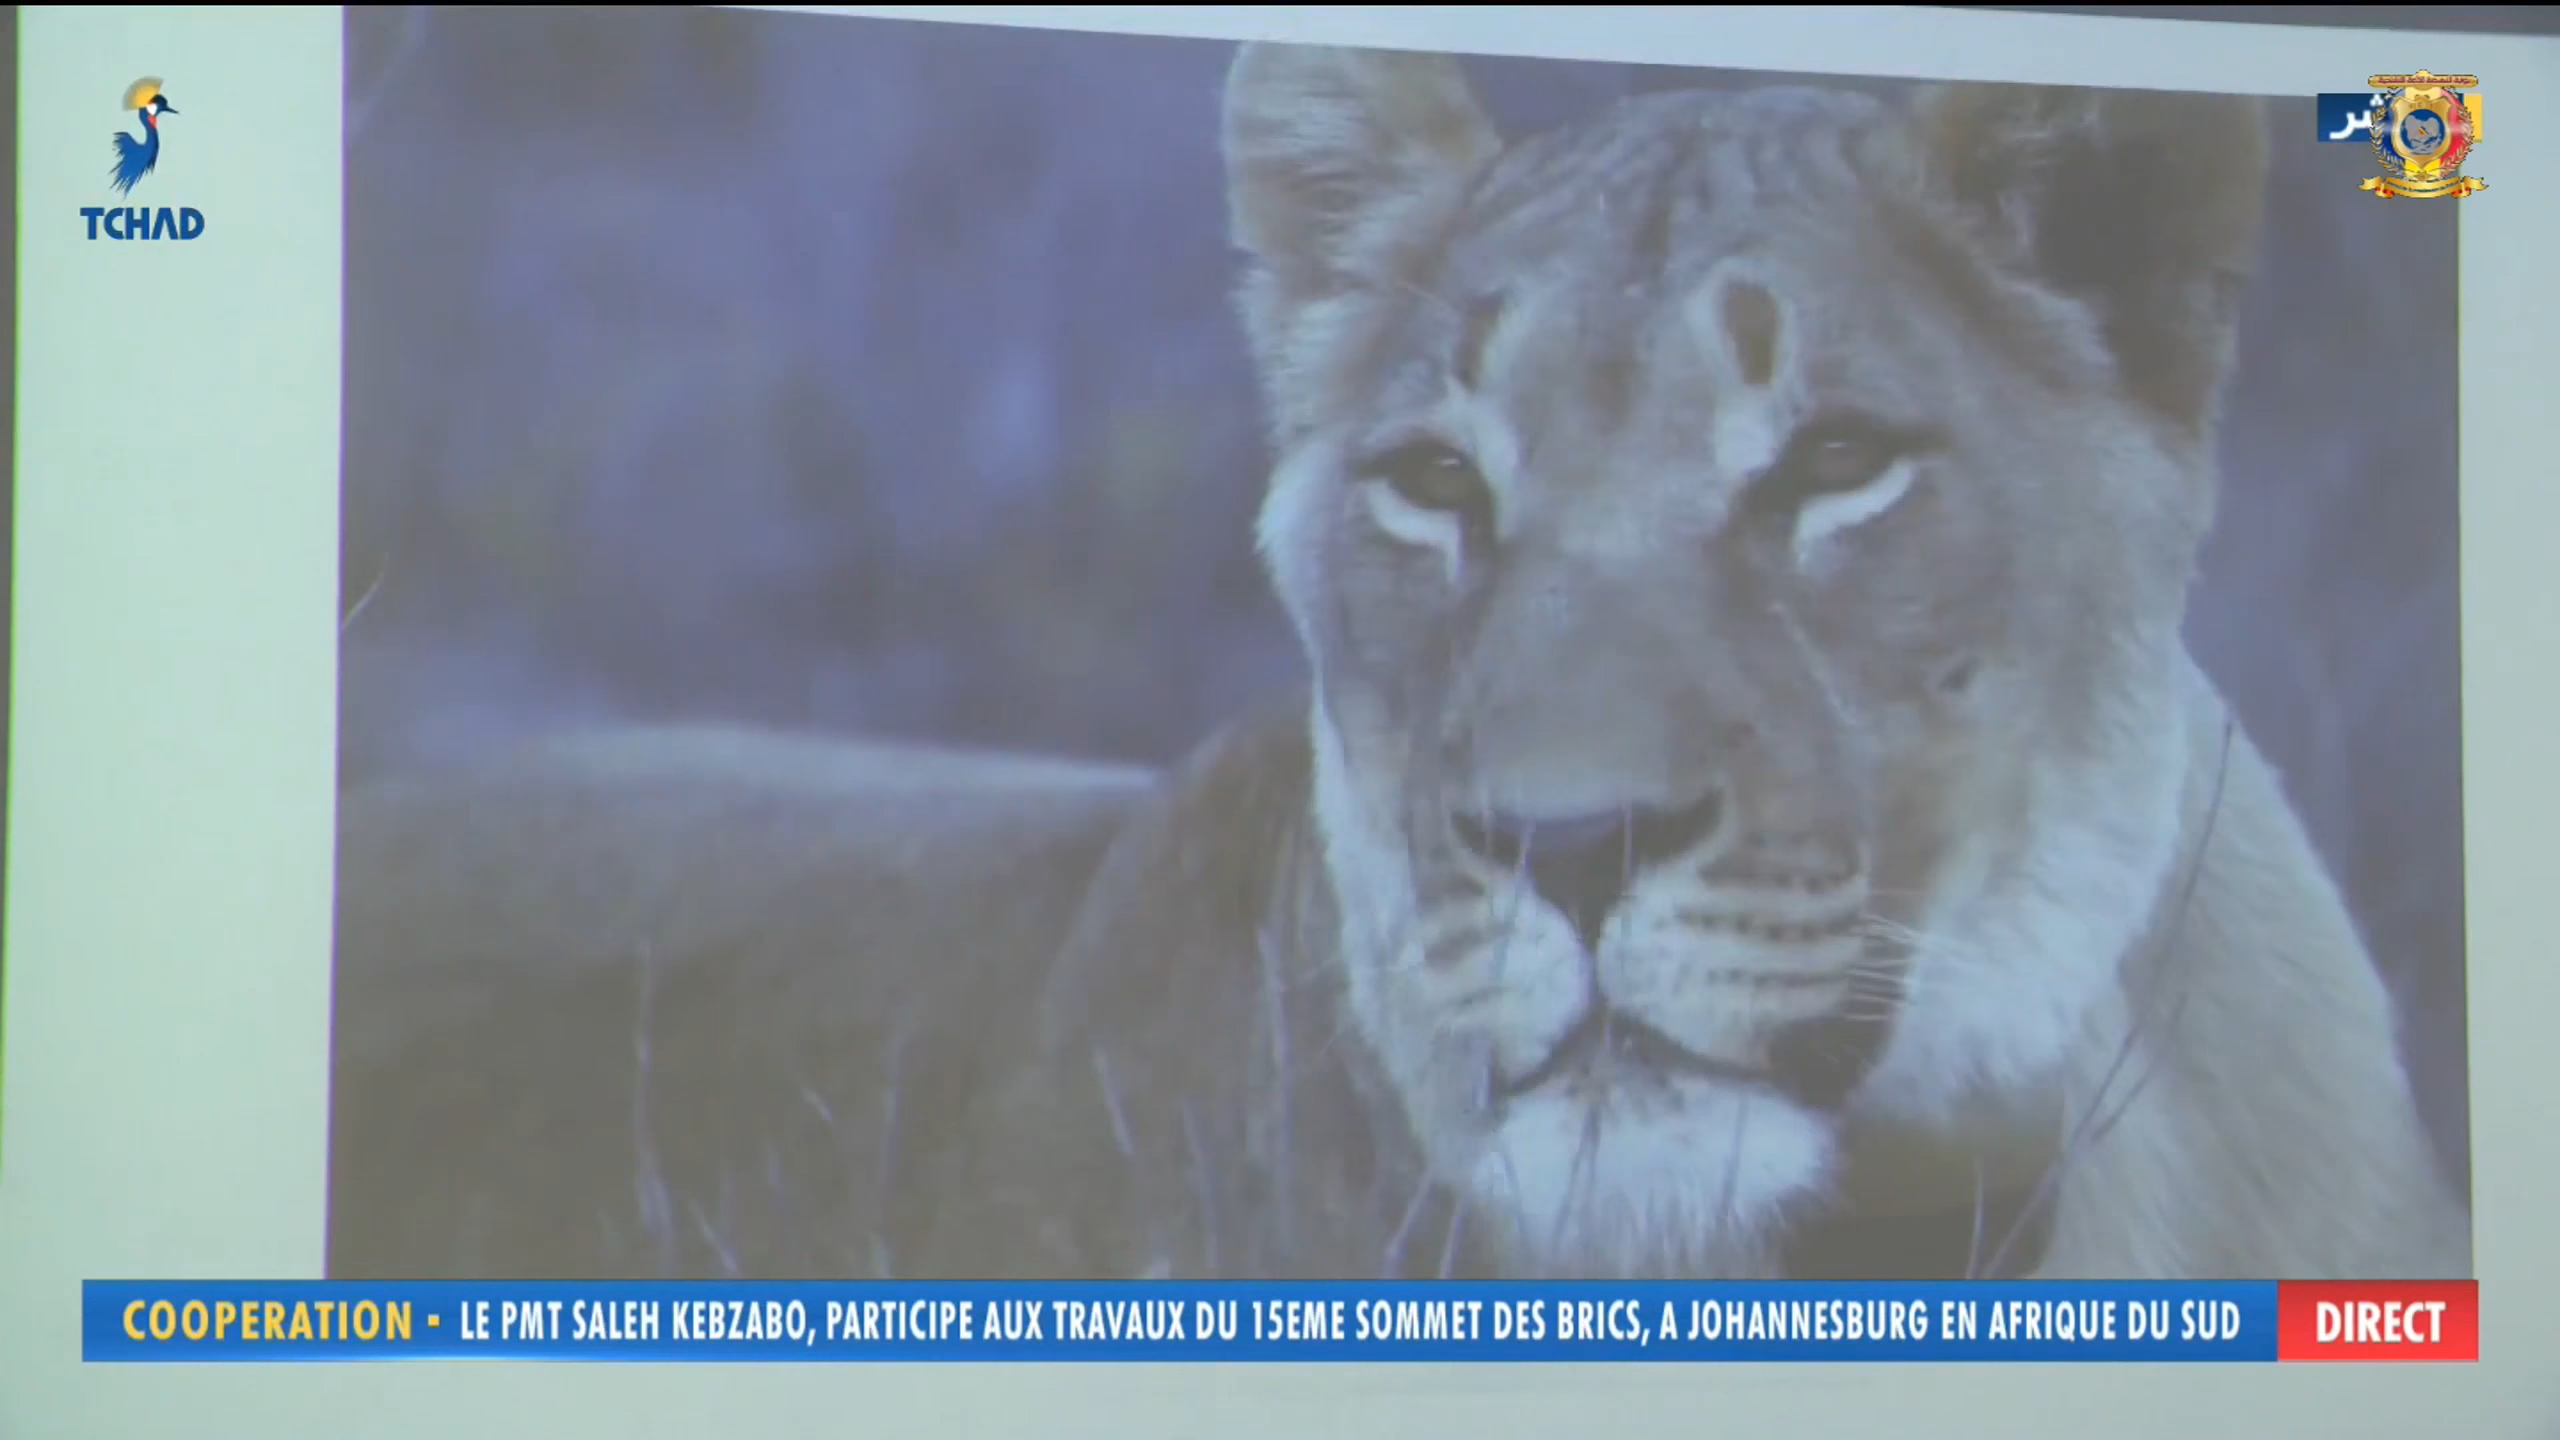 TCHAD
COOPERATION - LE PMT SALEH KEBZABO, PARTICIPE AUX TRAVAUX DU 15EME SOMMET DES BRICS, A JOHANNESBURG EN AFRIQUE DU SUD
DIRECT